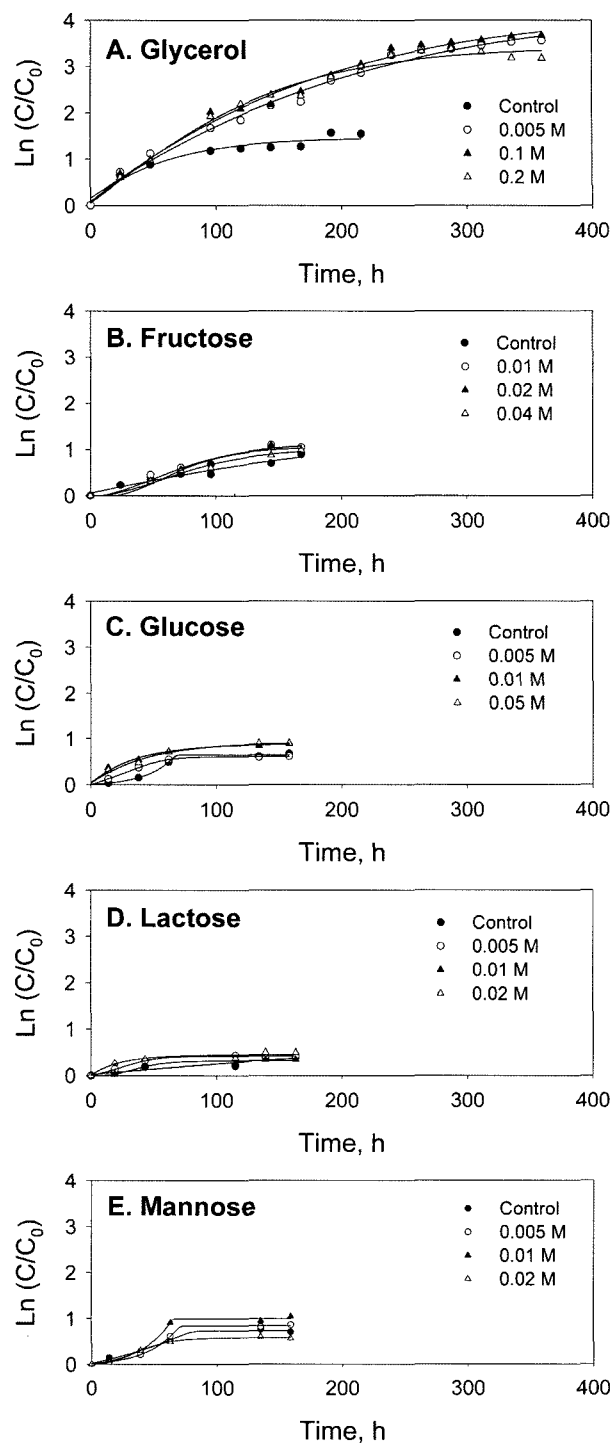 A. Glycerol
Ln (C/C0)
4
3
2
1
0
Control
0.005 M
0.1 M
0.2 M
0 100 200 300 400
Time, h
B. Fructose
Ln (C/C0)
4
3
2
1
0
Control
0.01 M
0.02 M
0.04 M
0 100 200 300 400
Time, h
C. Glucose
Ln (C/C0)
4
3
2
1
0
Control
0.005 M
0.01 M
0.05 M
0 100 200 300 400
Time, h
D. Lactose
Ln (C/C0)
4
3
2
1
0
Control
0.005 M
0.01 M
0.02 M
0 100 200 300 400
Time, h
E. Mannose
Ln (C/C0)
4
3
2
1
0
Control
0.005 M
0.01 M
0.02 M
0 100 200 300 400
Time, h